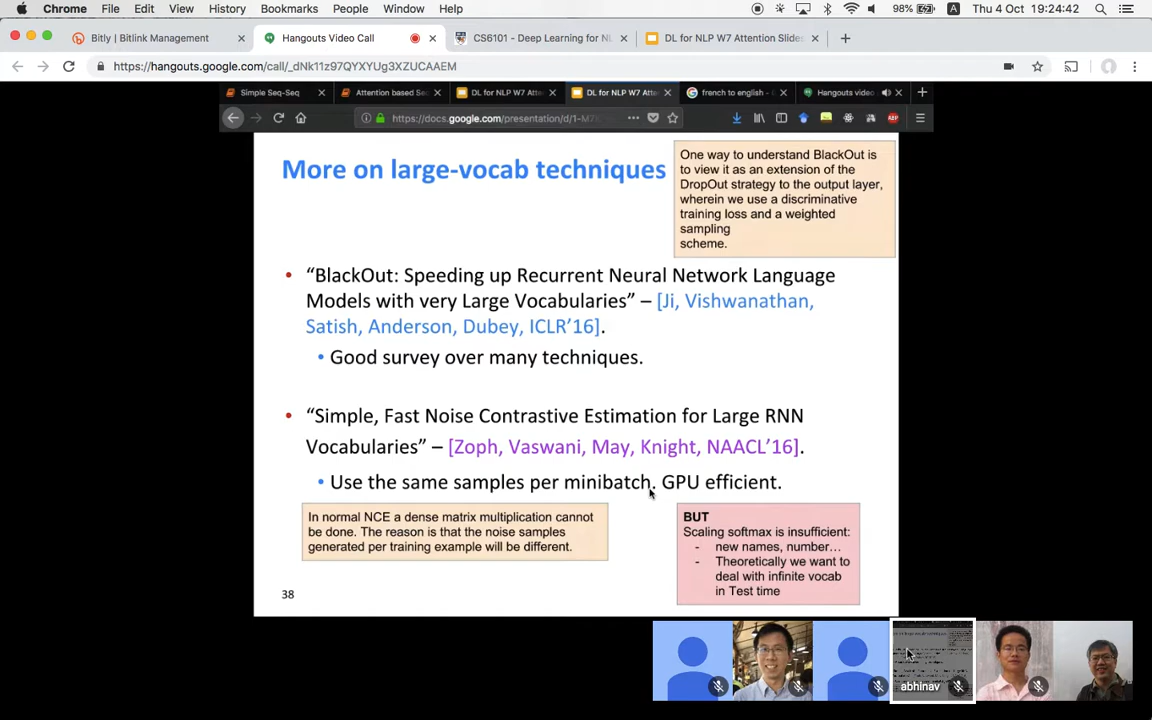 Chrome File Edit View History Bookmarks People Window Help 98% A Thu 4 Oct 19:24:42
Bitly | Bitlink Management × Hangouts Video Call × CS6101 - Deep Learning for NL × DL for NLP W7 Attention Slides × +
https://hangouts.google.com/call/_dNk11z97QYXYUg3XZUCAAEM
Simple Seq-Seq × Attention based Se × DL for NLP W7 Atte × DL for NLP W7 Atte × french to english - × Hangouts video × +
https://docs.google.com/presentation/d/1-M7
More on large-vocab techniques
One way to understand BlackOut is
to view it as an extension of the
DropOut strategy to the output layer,
wherein we use a discriminative
training loss and a weighted
sampling
scheme.
• “BlackOut: Speeding up Recurrent Neural Network Language
Models with very Large Vocabularies” – [Ji, Vishwanathan,
Satish, Anderson, Dubey, ICLR’16].
• Good survey over many techniques.
• “Simple, Fast Noise Contrastive Estimation for Large RNN
Vocabularies” – [Zoph, Vaswani, May, Knight, NAACL’16].
• Use the same samples per minibatch. GPU efficient.
In normal NCE a dense matrix multiplication cannot
be done. The reason is that the noise samples
generated per training example will be different.
BUT
Scaling softmax is insufficient:
- new names, number…
- Theoretically we want to
deal with infinite vocab
in Test time
38
abhinav